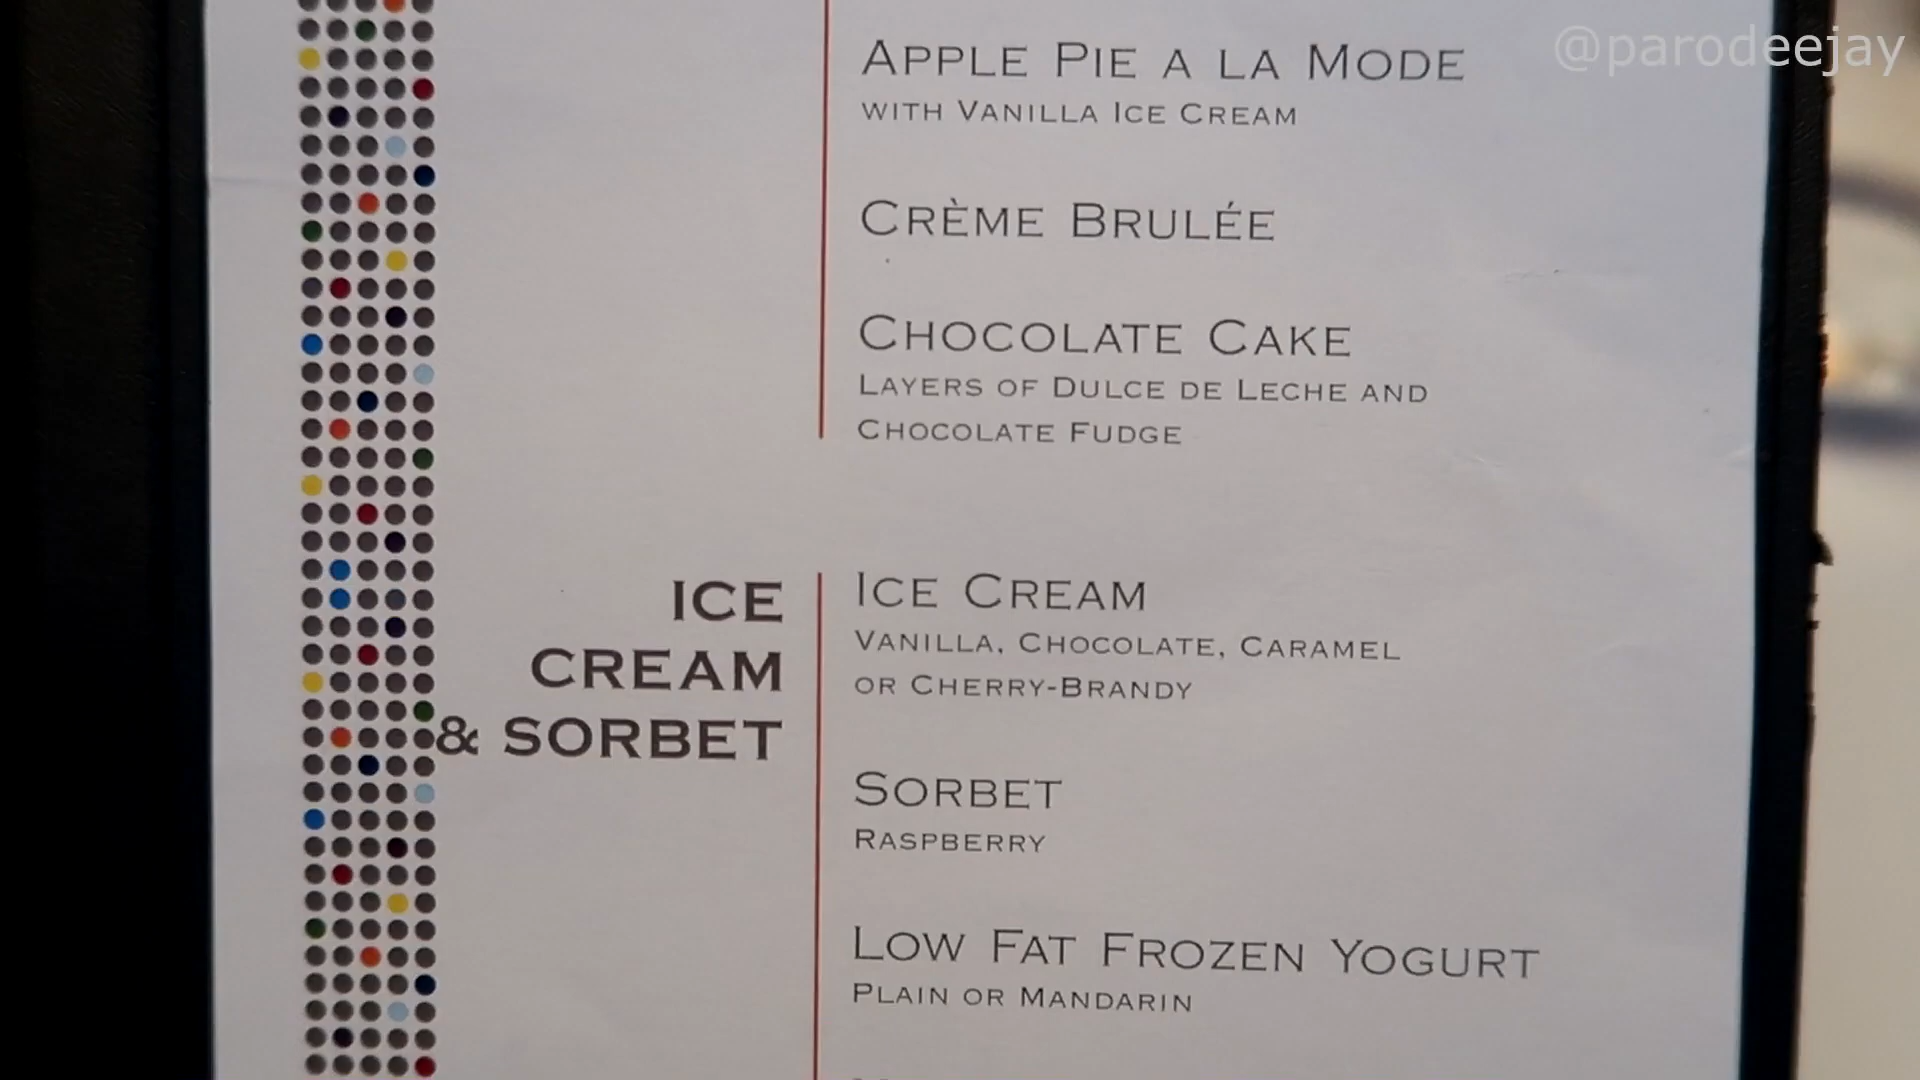 @parodeejay
APPLE PIE A LA MODE
WITH VANILLA ICE CREAM
CRÈME BRULÉE
CHOCOLATE CAKE
LAYERS OF DULCE DE LECHE AND
CHOCOLATE FUDGE
ICE
CREAM
& SORBET
ICE CREAM
VANILLA, CHOCOLATE, CARAMEL
OR CHERRY-BRANDY
SORBET
RASPBERRY
LOW FAT FROZEN YOGURT
PLAIN OR MANDARIN